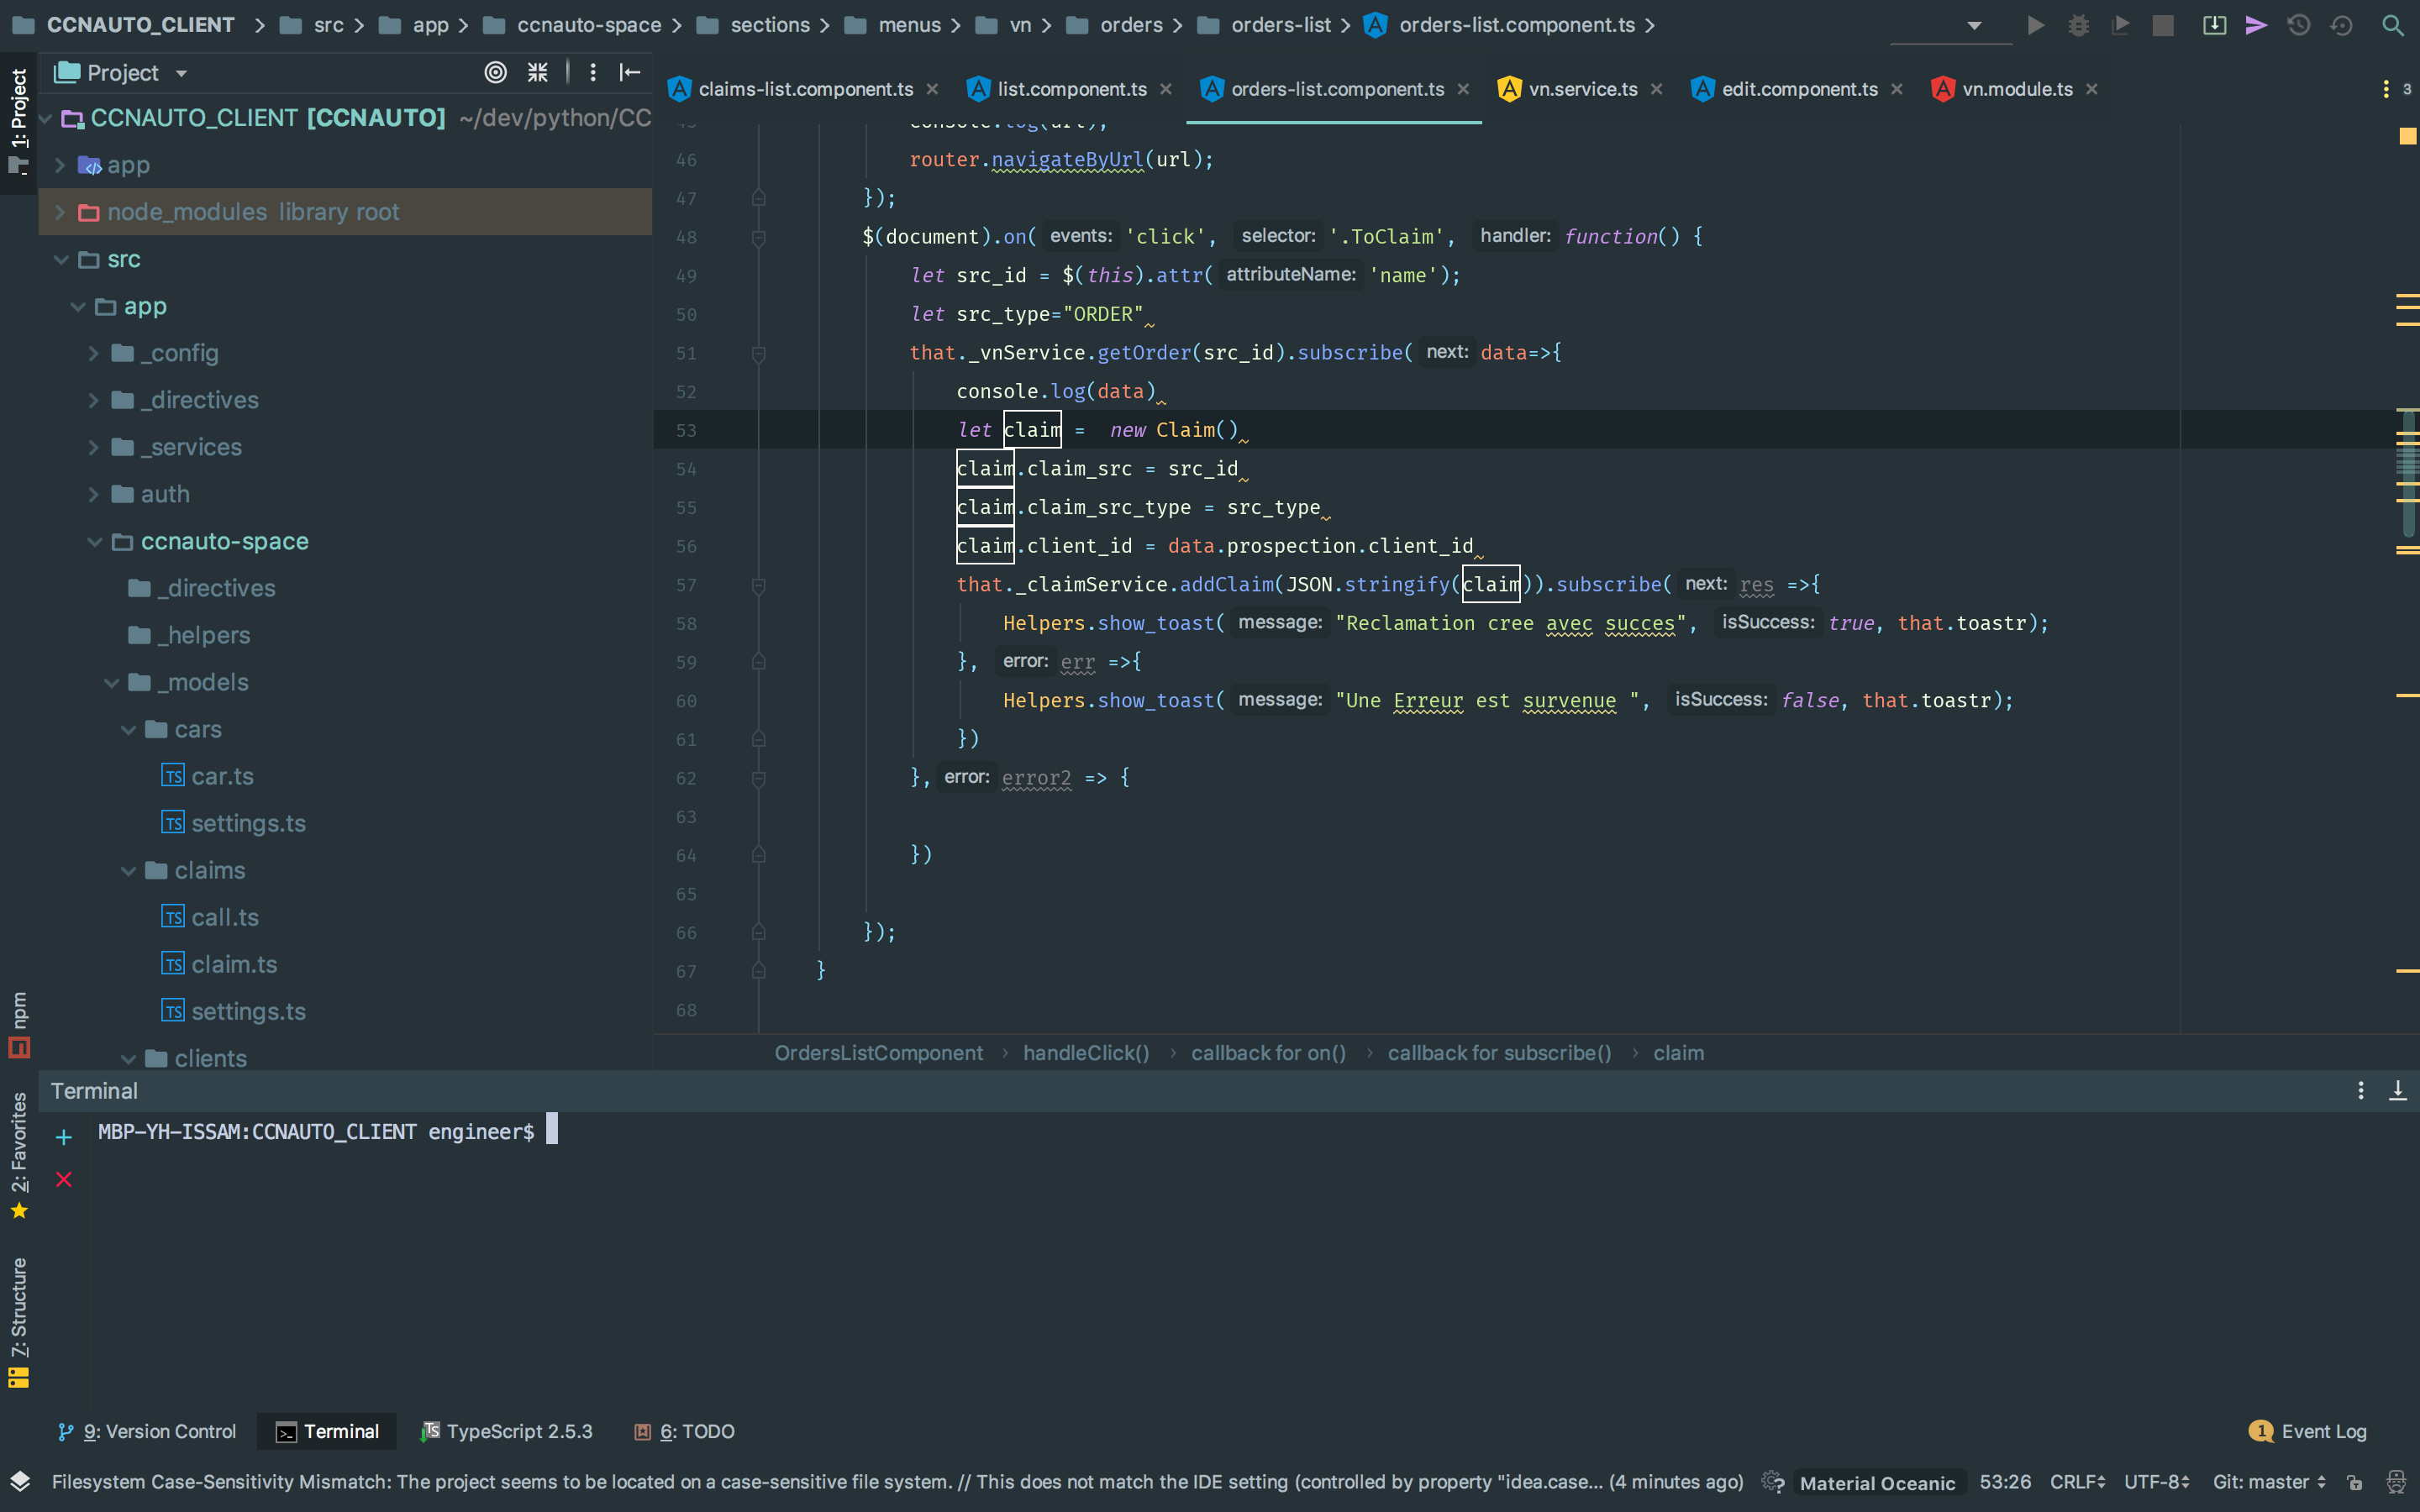 CCNAUTO_CLIENT > src > app > ccnauto-space > sections > menus > vn > orders > orders-list > orders-list.component.ts >
1: Project
Project
claims-list.component.ts × list.component.ts × orders-list.component.ts × vn.service.ts × edit.component.ts × vn.module.ts × 3
CCNAUTO_CLIENT [CCNAUTO] ~/dev/python/CC
app
node_modules library root
src
app
_config
_directives
_services
auth
ccnauto-space
_directives
_helpers
_models
cars
TS car.ts
TS settings.ts
claims
TS call.ts
TS claim.ts
TS settings.ts
clients
console.log(url);
46 router.navigateByUrl(url);
47 });
48 $(document).on( events: 'click', selector: '.ToClaim', handler: function() {
49 let src_id = $(this).attr( attributeName: 'name');
50 let src_type="ORDER"
51 that._vnService.getOrder(src_id).subscribe( next: data=>{
52 console.log(data)
53 let claim = new Claim()
54 claim.claim_src = src_id
55 claim.claim_src_type = src_type
56 claim.client_id = data.prospection.client_id
57 that._claimService.addClaim(JSON.stringify(claim)).subscribe( next: res =>{
58 Helpers.show_toast( message: "Reclamation cree avec succes", isSuccess: true, that.toastr);
59 }, error: err =>{
60 Helpers.show_toast( message: "Une Erreur est survenue ", isSuccess: false, that.toastr);
61 })
62 }, error: error2 => {
63
64 })
65
66 });
67 }
68
OrdersListComponent › handleClick() › callback for on() › callback for subscribe() › claim
npm
2: Favorites
7: Structure
Terminal
MBP-YH-ISSAM:CCNAUTO_CLIENT engineer$
9: Version Control Terminal TypeScript 2.5.3 6: TODO 1 Event Log
Filesystem Case-Sensitivity Mismatch: The project seems to be located on a case-sensitive file system. // This does not match the IDE setting (controlled by property "idea.case... (4 minutes ago) Material Oceanic 53:26 CRLF UTF-8 Git: master